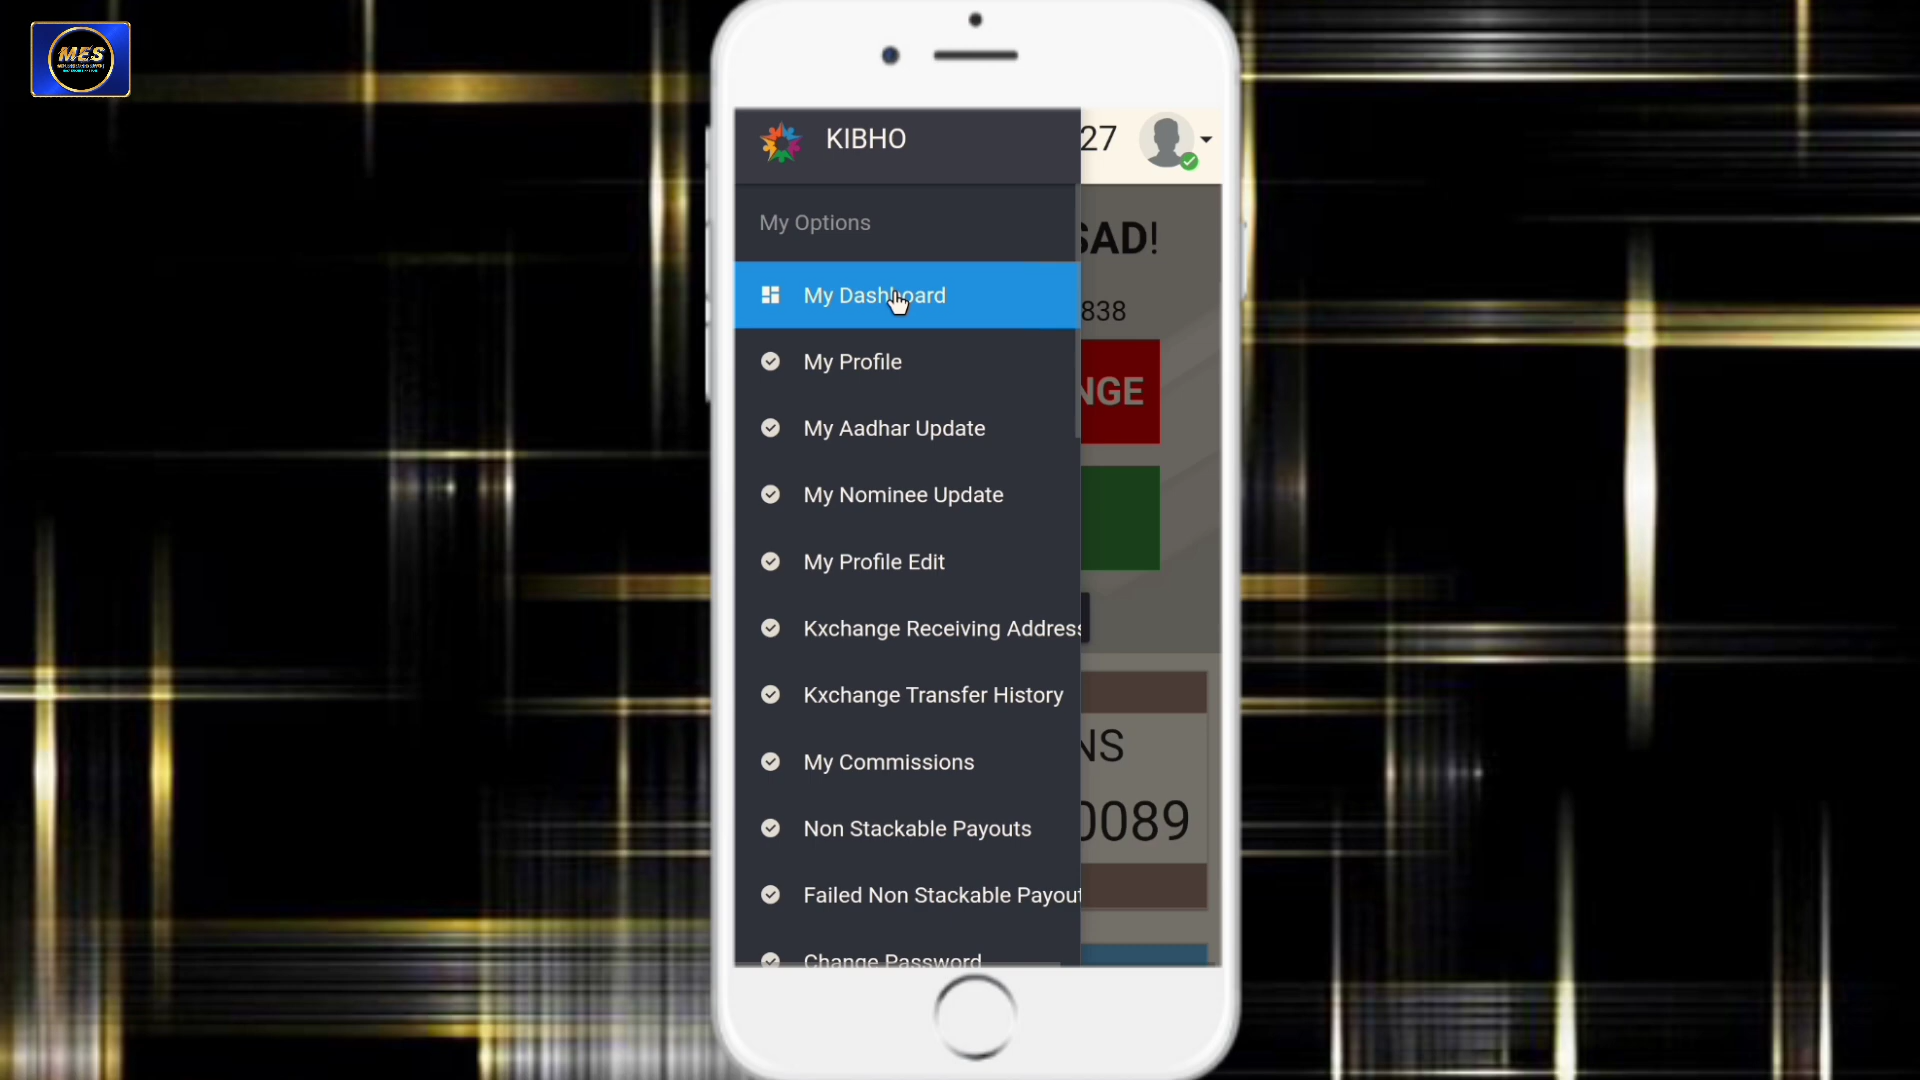 MES
KIBHO
27
My Options
SAD!
My Dashboard
838
My Profile
NGE
My Aadhar Update
My Nominee Update
My Profile Edit
Kxchange Receiving Address
Kxchange Transfer History
NS
My Commissions
0089
Non Stackable Payouts
Failed Non Stackable Payout
Change Password